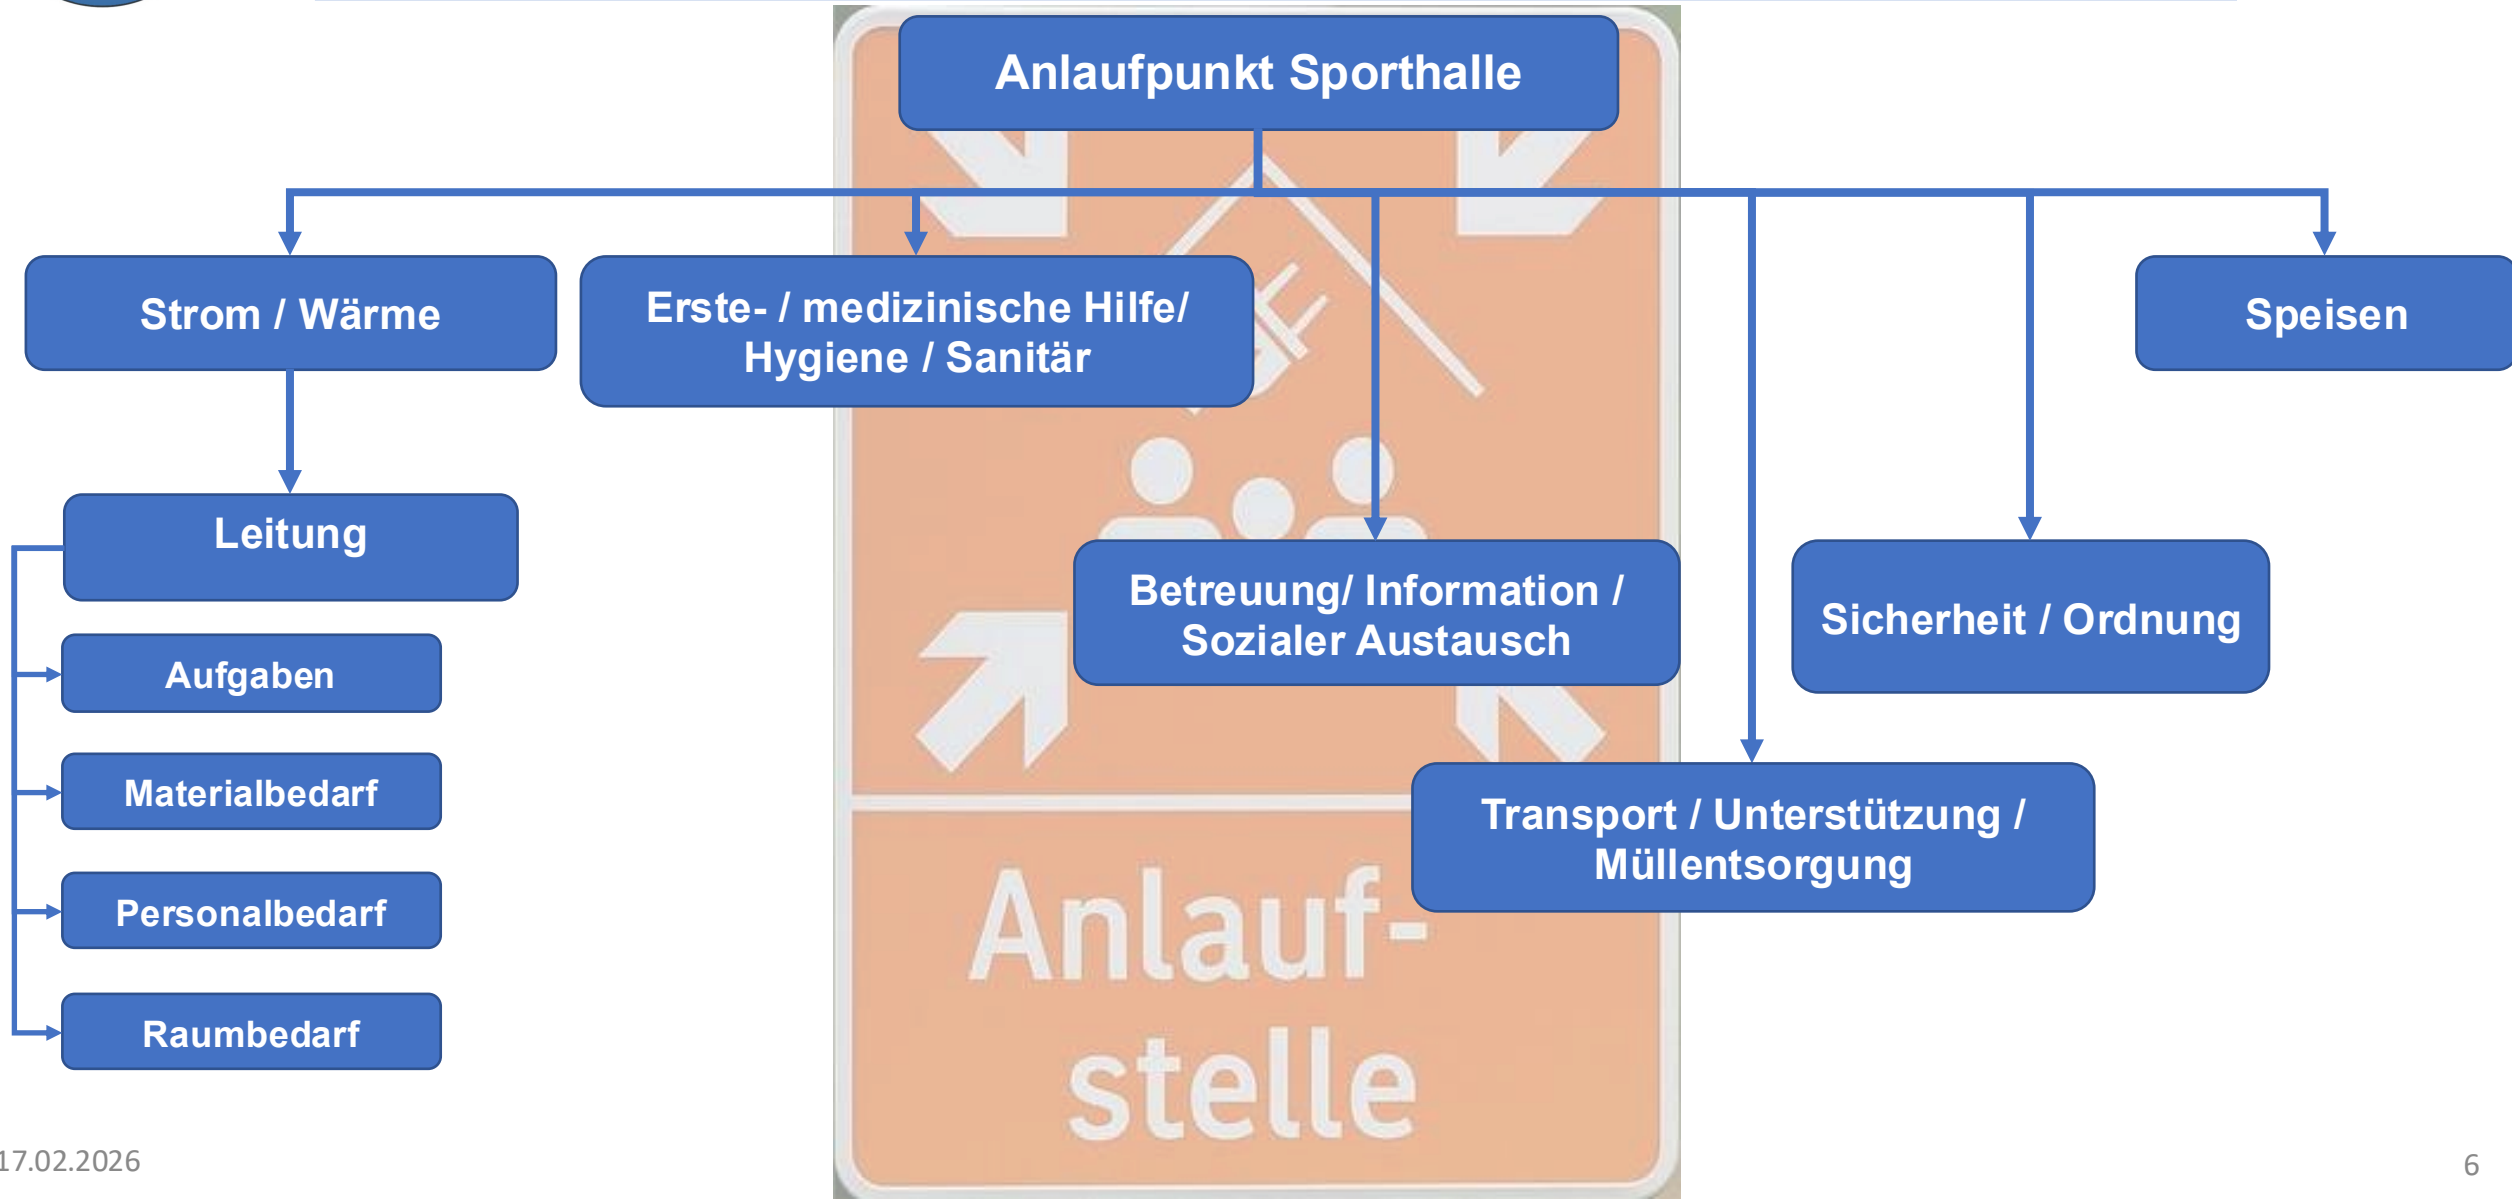 Anlaufpunkt Sporthalle
Strom / Wärme
Erste- / medizinische Hilfe/
Hygiene / Sanitär
Speisen
Leitung
Betreuung/ Information /
Sozialer Austausch
Sicherheit / Ordnung
Aufgaben
Materialbedarf
Transport / Unterstützung /
Müllentsorgung
Personalbedarf
Raumbedarf
Anlauf-
stelle
17.02.2026
6